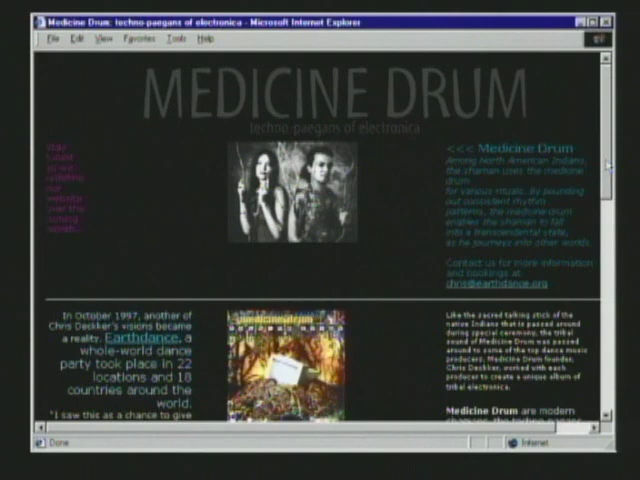 Medicine Drum: techno-paegans of electronica - Microsoft Internet Explorer
File Edit View Favorites Tools Help
MEDICINE DRUM
techno-paegans of electronica
<<< Medicine Drum
Among North American Indians,
the shaman uses the medicine
drum
for various rituals. By pounding
out consistent rhythm
patterns, the medicine drum
enables the shaman to fall
into a transcendental state,
as he journeys into other worlds.
Contact us for more information
and bookings at
chris@earthdance.org
In October 1997, another of
Chris Deckker's visions became
a reality. Earthdance, a
whole-world dance
party took place in 22
locations and 18
countries around the
world.
"I saw this as a chance to give
Like the sacred talking stick of the
native Indians that is passed around
during special ceremony, the tribal
sound of Medicine Drum was passed
around to some of the top dance music
producers. Medicine Drum founder,
Chris Deckker, worked with each
producer to create a unique album of
tribal electronica.
Medicine Drum are modern
Done
Internet